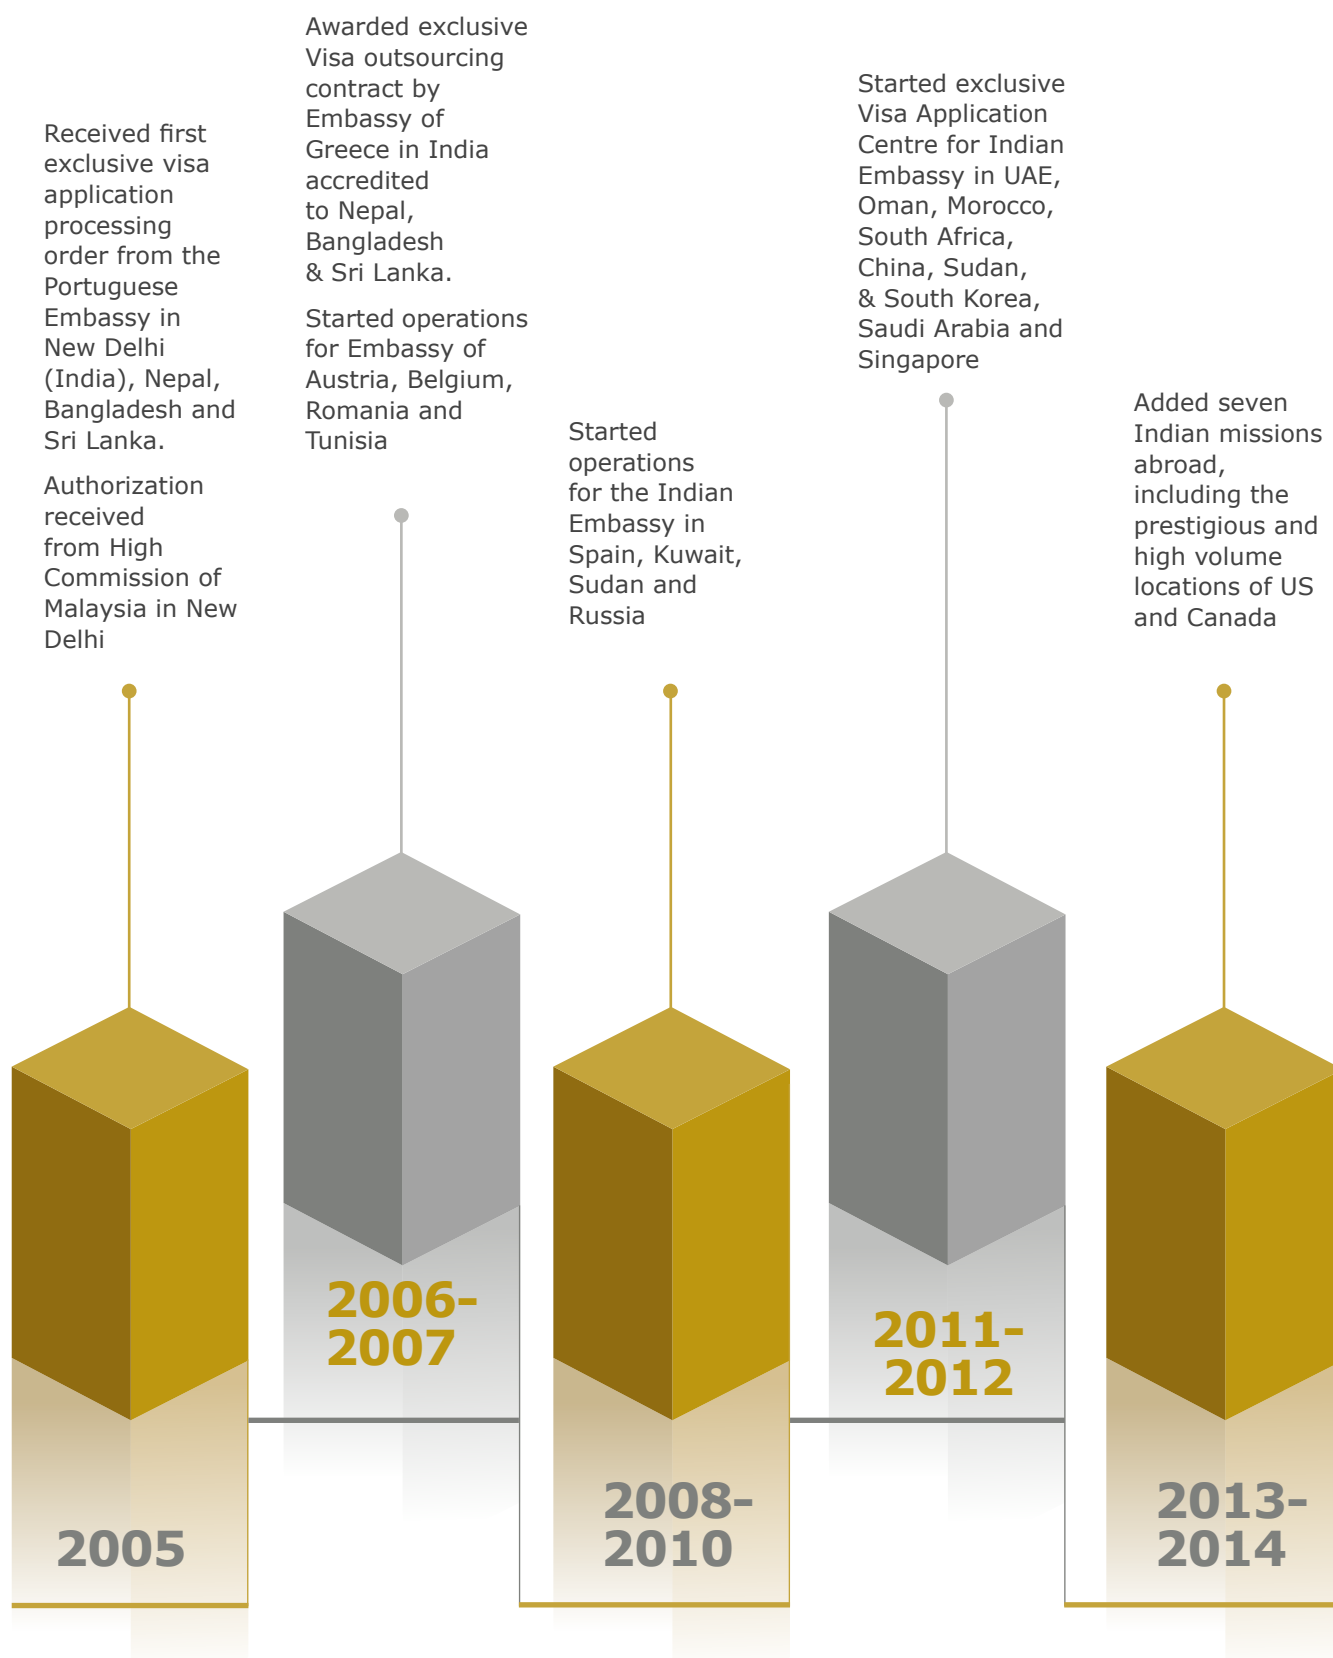 Received first
exclusive visa
application
processing
order from the
Portuguese
Embassy in
New Delhi
(India), Nepal,
Bangladesh and
Sri Lanka.
Authorization
received
from High
Commission of
Malaysia in New
Delhi
2005
Awarded exclusive
Visa outsourcing
contract by
Embassy of
Greece in India
accredited
to Nepal,
Bangladesh
& Sri Lanka.
Started operations
for Embassy of
Austria, Belgium,
Romania and
Tunisia
2006-
2007
Started
operations
for the Indian
Embassy in
Spain, Kuwait,
Sudan and
Russia
2008-
2010
Started exclusive
Visa Application
Centre for Indian
Embassy in UAE,
Oman, Morocco,
South Africa,
China, Sudan,
& South Korea,
Saudi Arabia and
Singapore
2011-
2012
Added seven
Indian missions
abroad,
including the
prestigious and
high volume
locations of US
and Canada
2013-
2014